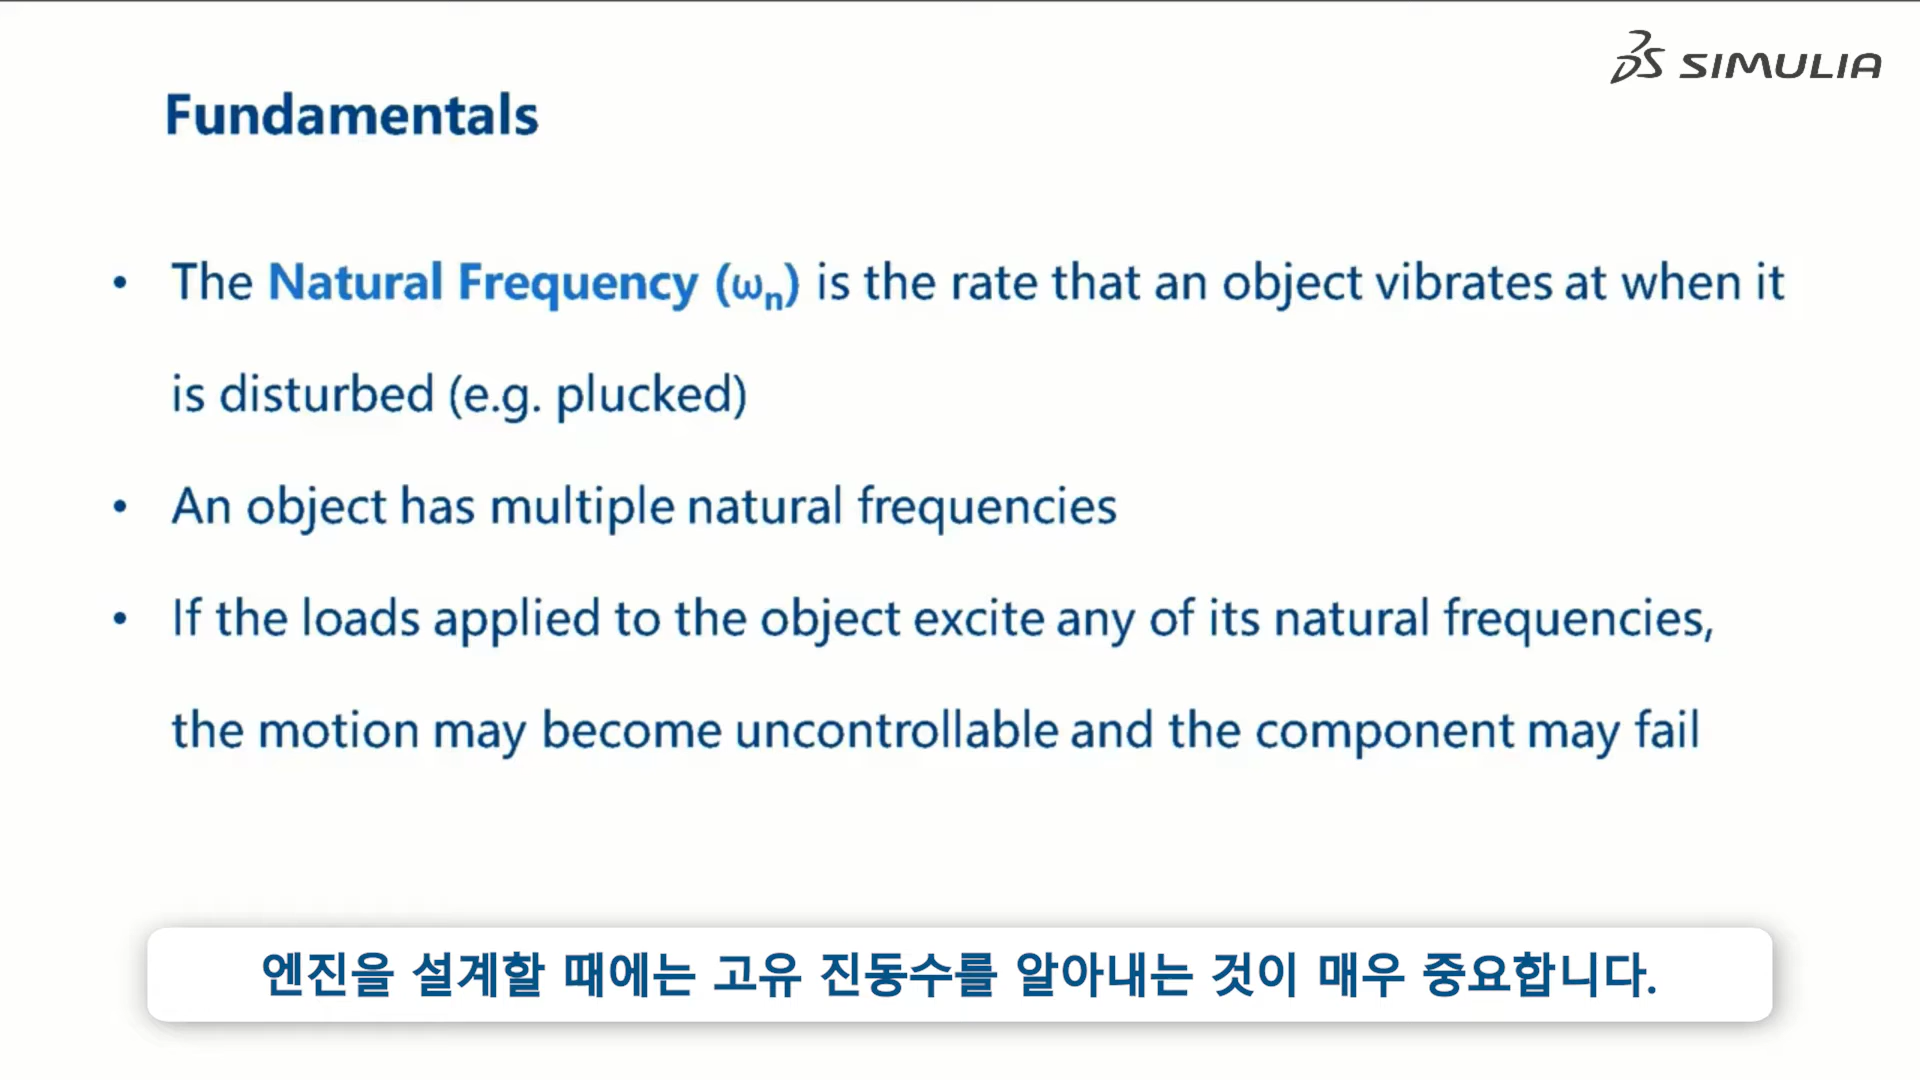 SIMULIA
Fundamentals
• The Natural Frequency (ωn) is the rate that an object vibrates at when it
is disturbed (e.g. plucked)
• An object has multiple natural frequencies
• If the loads applied to the object excite any of its natural frequencies,
the motion may become uncontrollable and the component may fail
엔진을 설계할 때에는 고유 진동수를 알아내는 것이 매우 중요합니다.